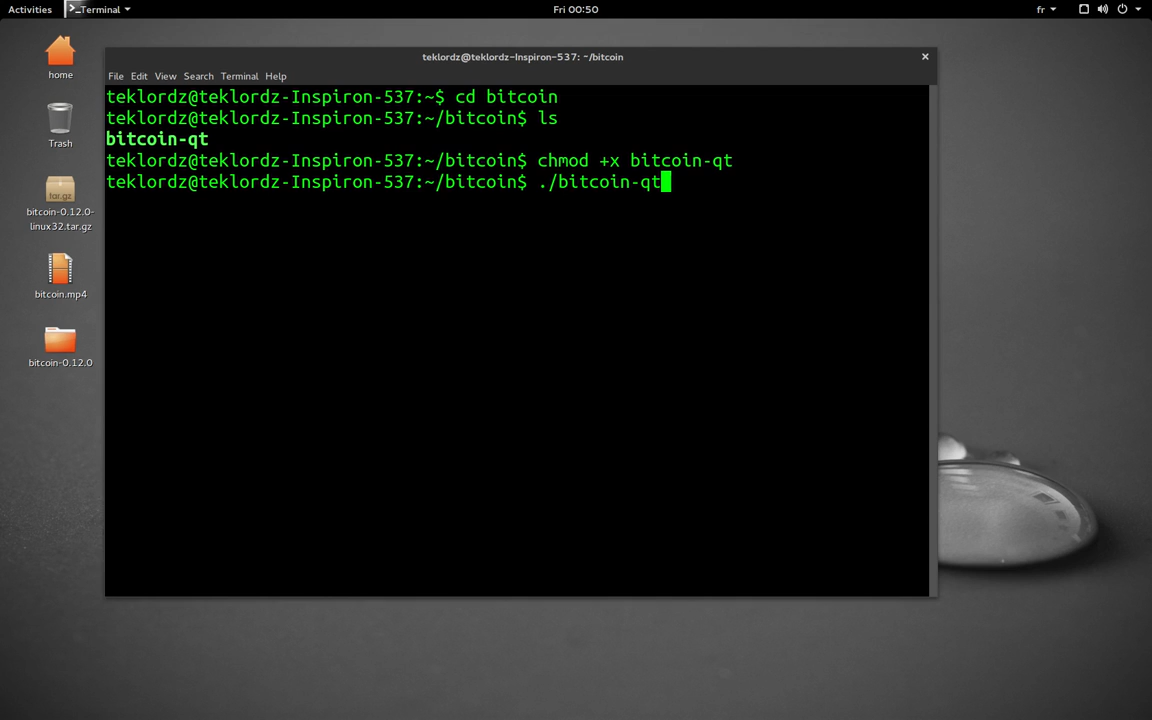 Activities
Terminal
Fri 00:50
fr
home
Trash
tar.gz
bitcoin-0.12.0-
linux32.tar.gz
bitcoin.mp4
bitcoin-0.12.0
teklordz@teklordz-Inspiron-537: ~/bitcoin
File Edit View Search Terminal Help
teklordz@teklordz-Inspiron-537:~$ cd bitcoin
teklordz@teklordz-Inspiron-537:~/bitcoin$ ls
bitcoin-qt
teklordz@teklordz-Inspiron-537:~/bitcoin$ chmod +x bitcoin-qt
teklordz@teklordz-Inspiron-537:~/bitcoin$ ./bitcoin-qt